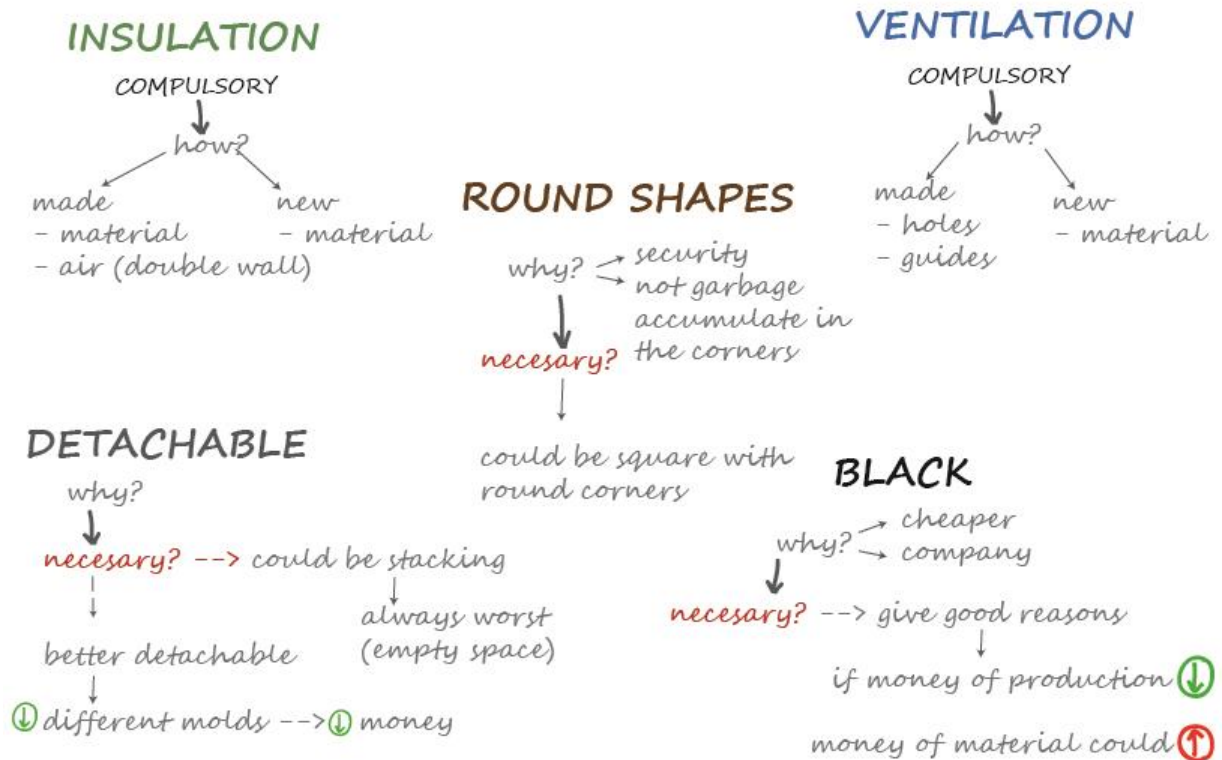 INSULATION
COMPULSORY
how?
made
- material
- air (double wall)
new
- material
VENTILATION
COMPULSORY
how?
made
- holes
- guides
new
- material
ROUND SHAPES
why?
security
not garbage
accumulate in
the corners
necesary?
could be square with
round corners
DETACHABLE
why?
necesary? --> could be stacking
always worst
(empty space)
better detachable
different molds --> money
BLACK
why?
cheaper
company
necesary? --> give good reasons
if money of production
money of material could